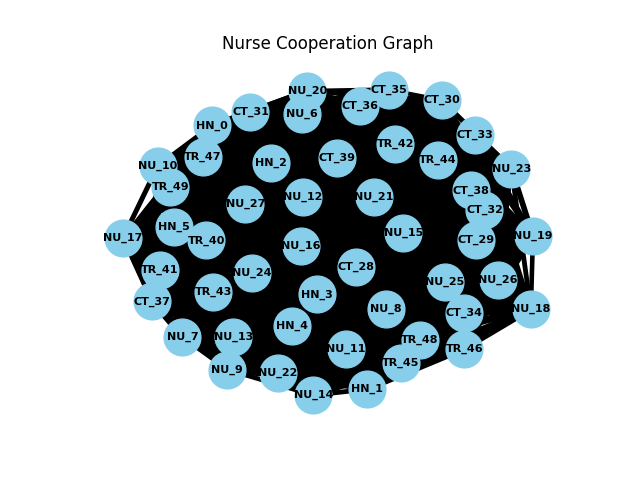 Nurse Cooperation Graph
NU_20
CT_35
CT_30
CT_36
CT_31
NU_6
HN_0
CT_33
TR_42
TR_47
CT_39
TR_44
HN_2
NU_10
NU_23
TR_49
CT_38
NU_12
NU_21
NU_27
CT_32
HN_5
NU_15
NU_17
NU_19
TR_40
CT_29
NU_16
CT_28
TR_41
NU_24
NU_26
NU_25
TR_43
HN_3
CT_37
NU_8
NU_18
CT_34
HN_4
NU_7
NU_13
TR_48
NU_11
TR_46
TR_45
NU_9
NU_22
HN_1
NU_14